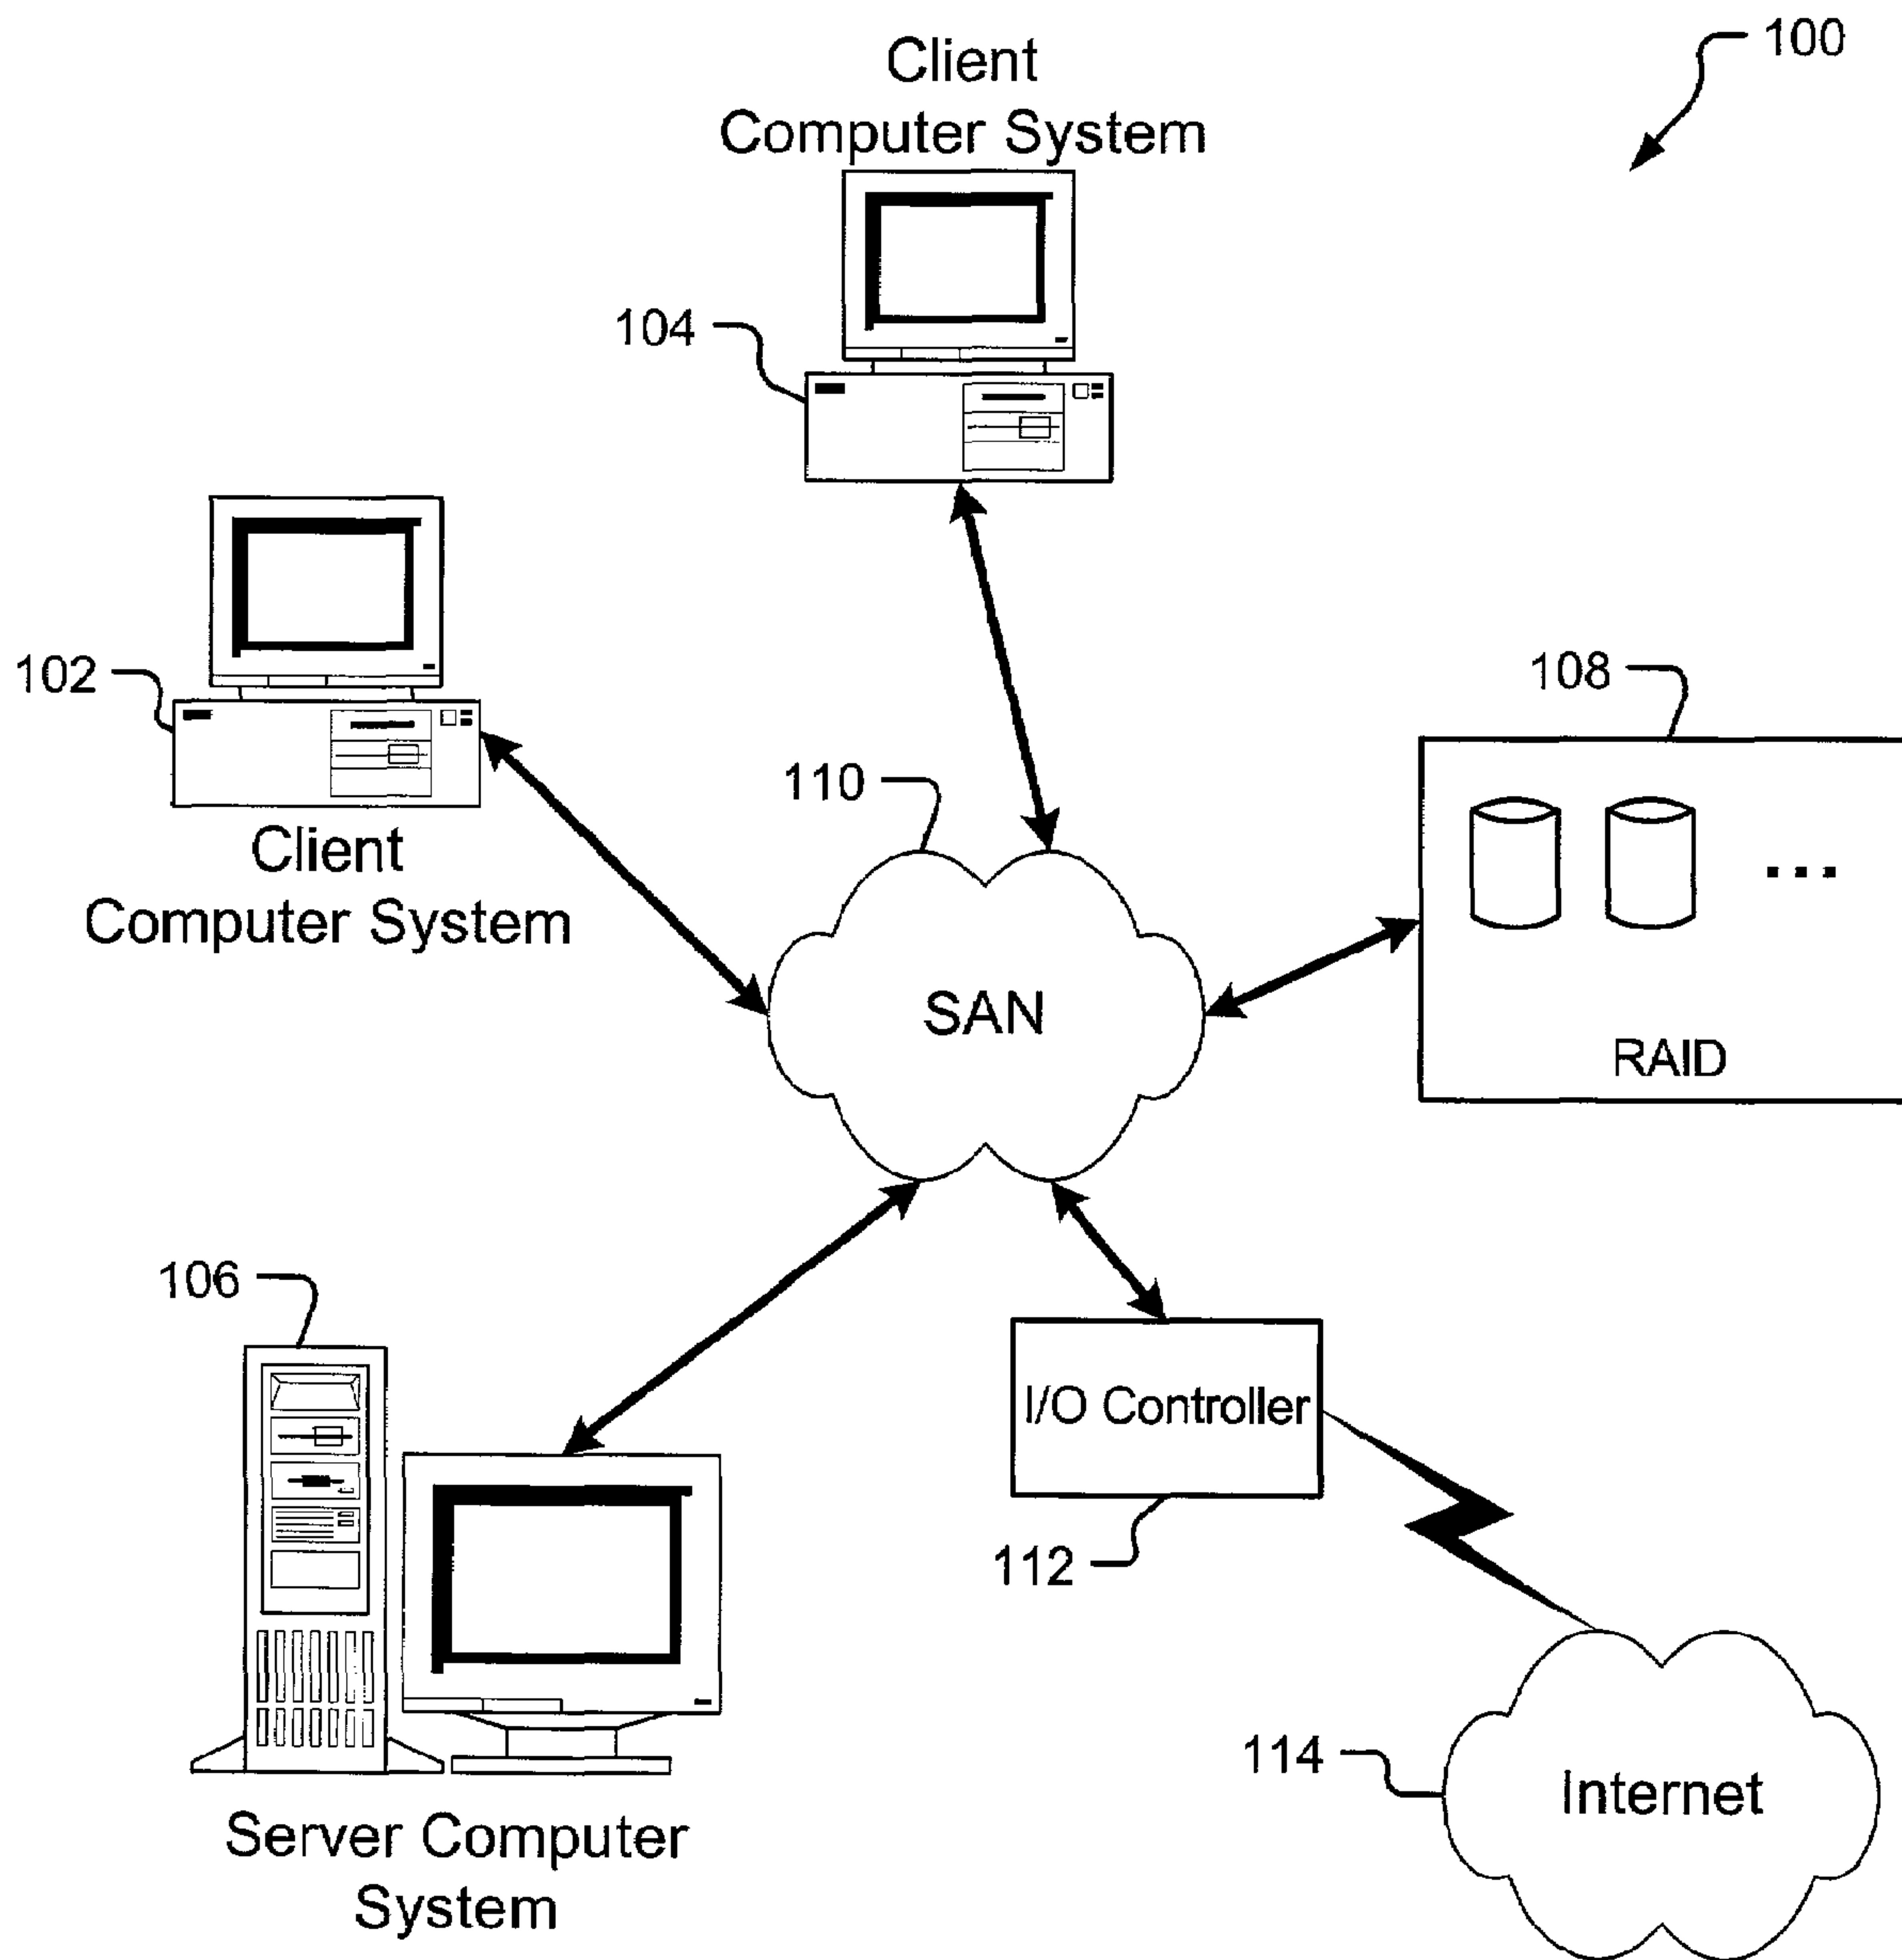 100
Client
Computer System
104
102
Client
Computer System
108
110
SAN
RAID
106
I/O Controller
112
114
Internet
Server Computer
System